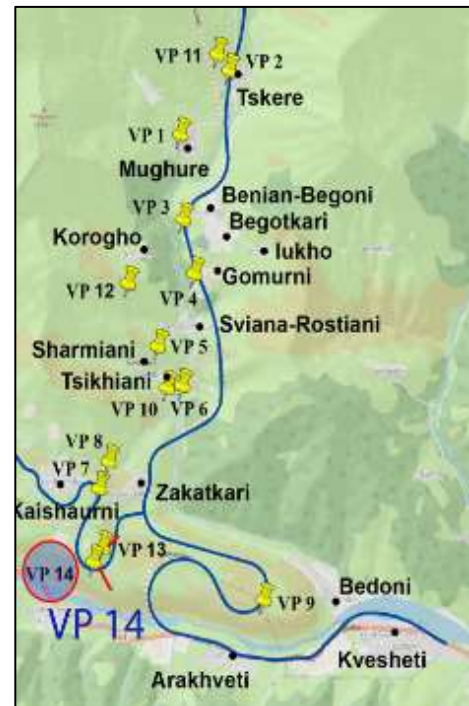 VP 11
VP 2
Tskere
VP 1
Mughure
VP 3
Benian-Begoni
Begotkari
Korogho
Iukho
VP 12
VP 4
Gomurni
Sviana-Rostiani
VP 5
Sharmiani
Tsikhiani
VP 10
VP 6
VP 8
VP 7
Zakatkari
Kaishaurni
VP 13
VP 14
VP 14
VP 9
Bedoni
Kvesheti
Arakhveti